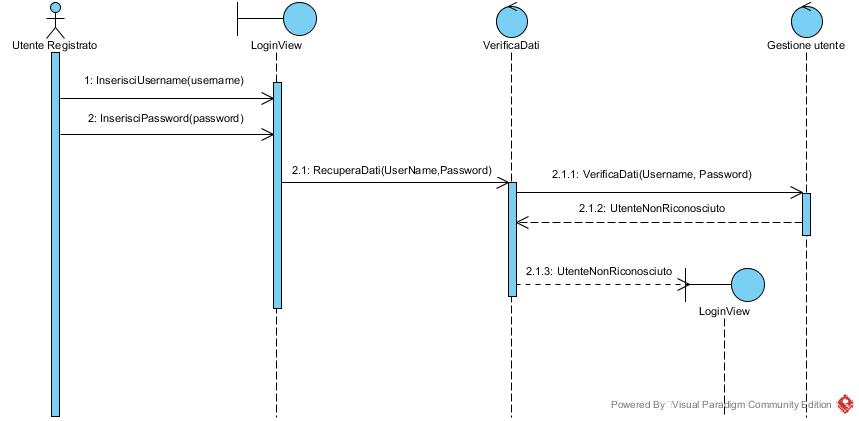 Utente Registrato
LoginView
VerificaDati
Gestione utente
1: InserisciUsername(username)
2: InserisciPassword(password)
2.1: RecuperaDati(UserName,Password)
2.1.1: VerificaDati(Username, Password)
2.1.2: UtenteNonRiconosciuto
2.1.3: UtenteNonRiconosciuto
LoginView
Powered By Visual Paradigm Community Edition